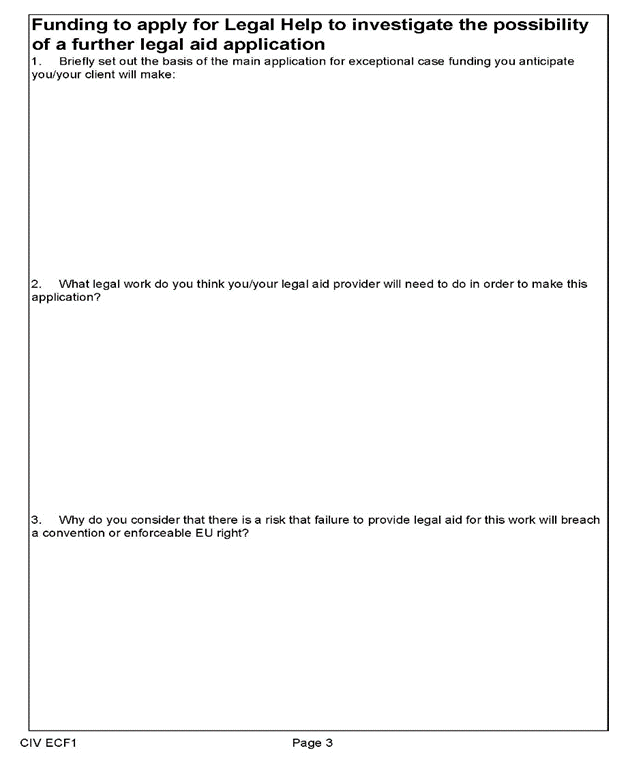 Funding to apply for Legal Help to investigate the possibility
of a further legal aid application
1. Briefly set out the basis of the main application for exceptional case funding you anticipate
you/your client will make:
2. What legal work do you think you/your legal aid provider will need to do in order to make this
application?
3. Why do you consider that there is a risk that failure to provide legal aid for this work will breach
a convention or enforceable EU right?
CIV ECF1 Page 3